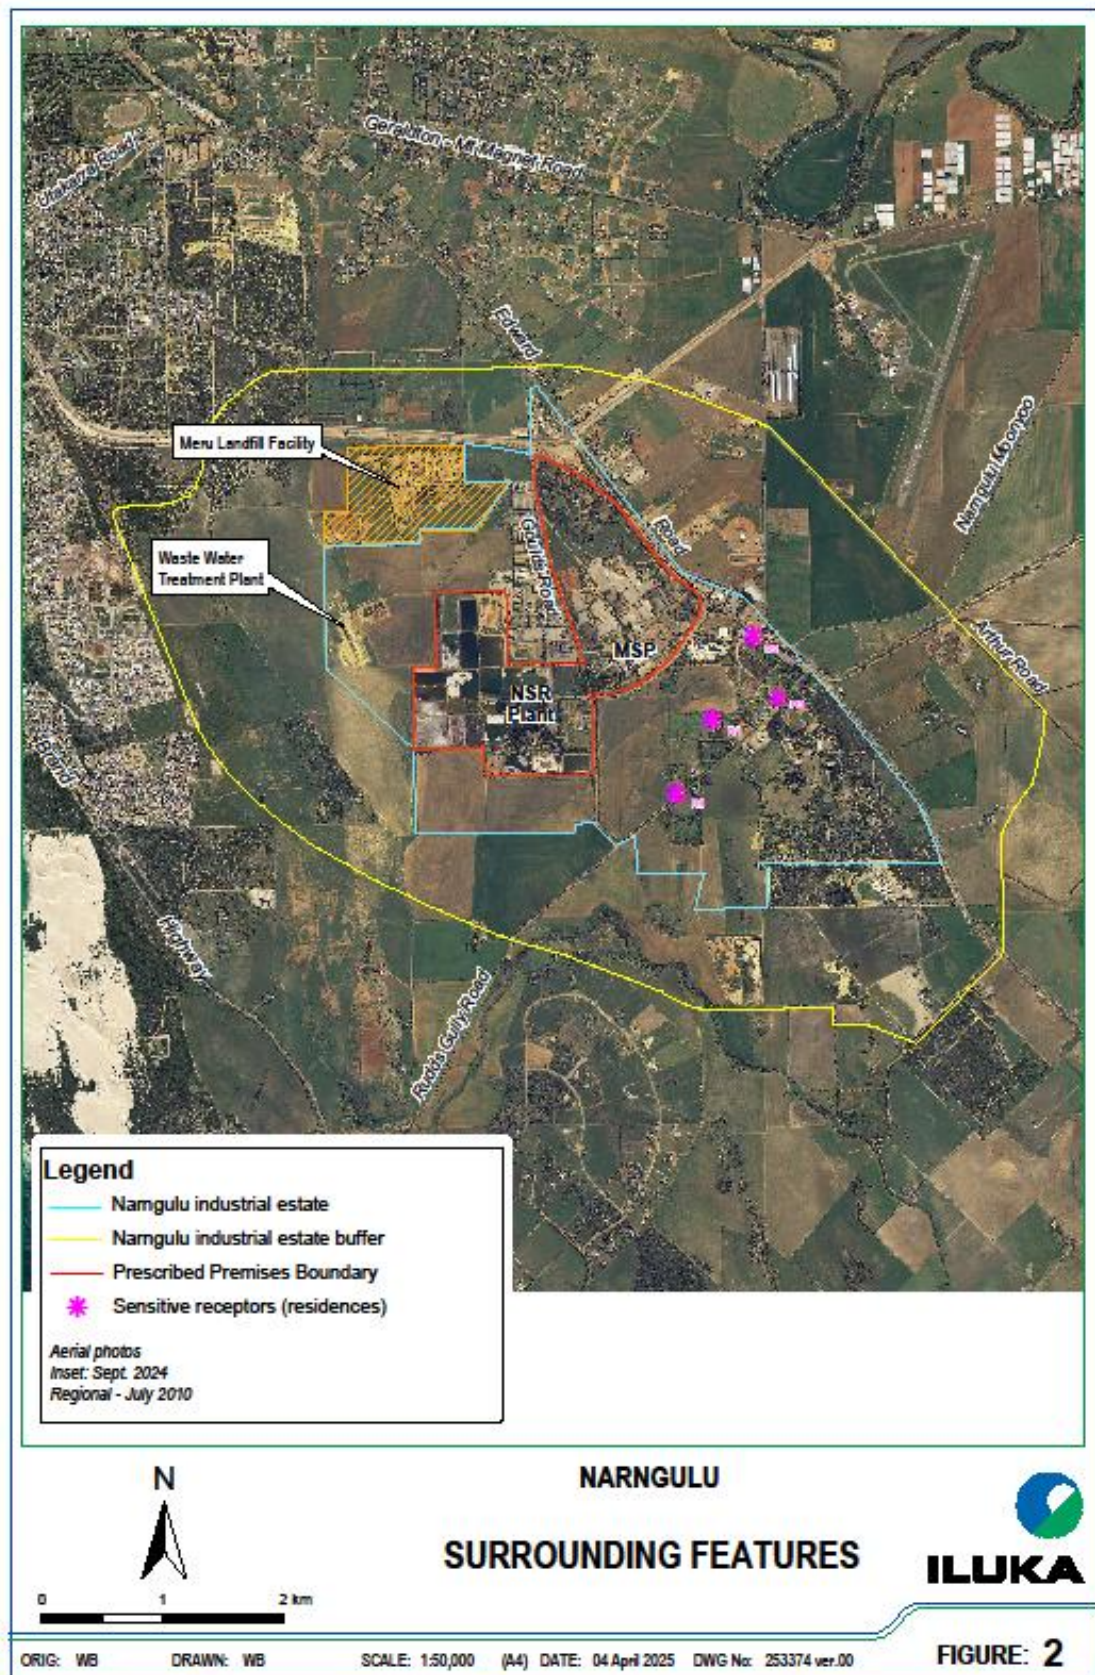 Utakarra Road
Geraldton - Mt Magnet Road
Edward
Meru Landfill Facility
Narngulu Moonyoo
Goulds Road
Road
Waste Water
Treatment Plant
Arthur Road
MSP
NSR
Plant
Brand
Highway
Rudds Gully Road
Legend
Narngulu industrial estate
Narngulu industrial estate buffer
Prescribed Premises Boundary
Sensitive receptors (residences)
Aerial photos
Inset: Sept. 2024
Regional - July 2010
N
0 1 2 km
NARNGULU
SURROUNDING FEATURES
ILUKA
ORIG: WB DRAWN: WB SCALE: 1:50,000 (A4) DATE: 04 April 2025 DWG No: 253374 ver.00
FIGURE: 2